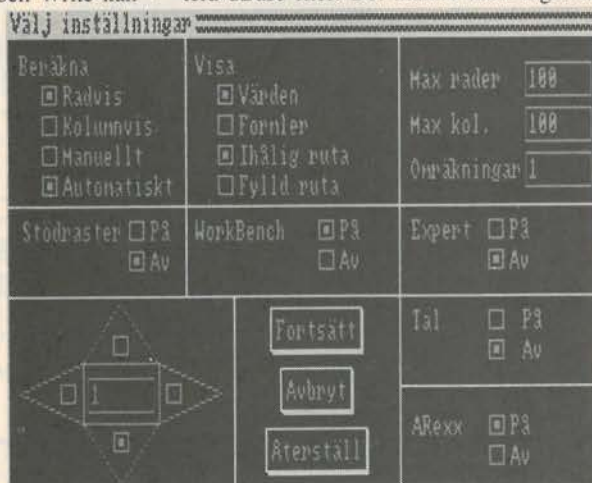 Välj inställningar
Beräkna
Radvis
Kolumnvis
Manuellt
Automatiskt
Visa
Värden
Formler
Ihålig ruta
Fylld ruta
Max rader 100
Max kol. 100
Omräkningar 1
Stödraster På
Av
WorkBench På
Av
Expert På
Av
1
Fortsätt
Avbryt
Återställ
Tal På
Av
ARexx På
Av